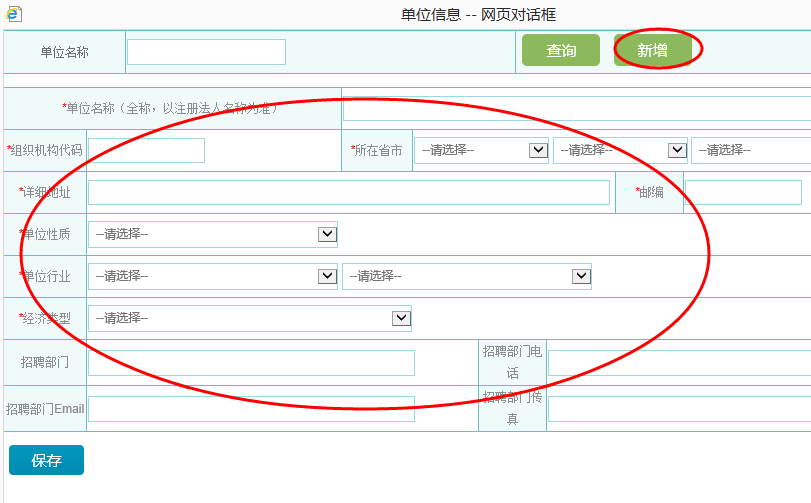 单位信息 -- 网页对话框
单位名称 查询 新增
*单位名称（全称，以注册法人名称为准）
*组织机构代码 *所在省市 --请选择-- --请选择-- --请选择--
*详细地址 *邮编
*单位性质 --请选择--
*单位行业 --请选择-- --请选择--
*经济类型 --请选择--
招聘部门 招聘部门电
话
招聘部门Email 招聘部门传
真
保存